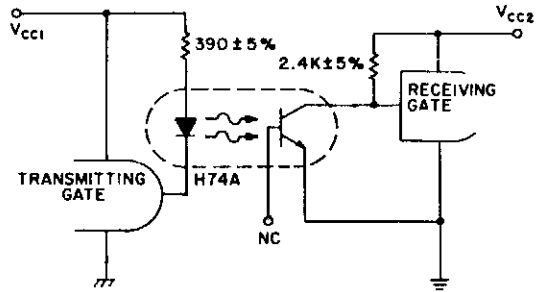 VCC1
390±5%
VCC2
2.4K±5%
RECEIVING
GATE
TRANSMITTING
GATE
H74A
NC